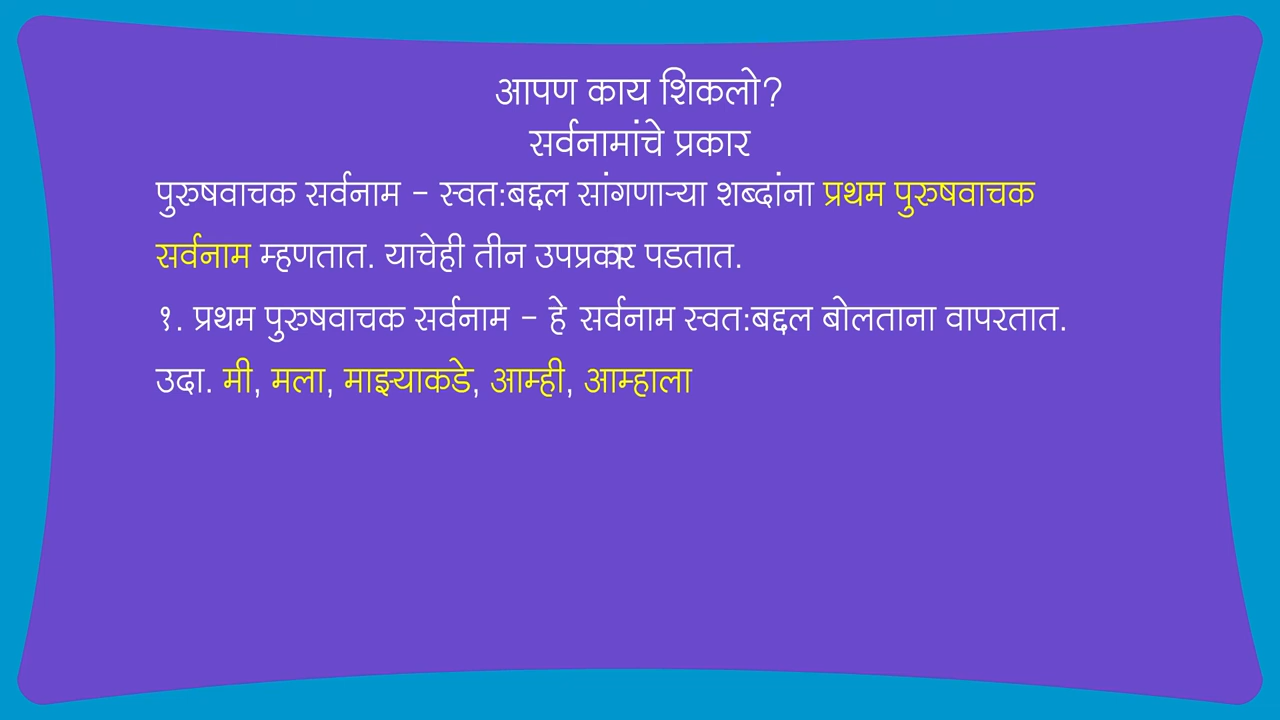 आपण काय शिकलो?
सर्वनामांचे प्रकार
पुरुषवाचक सर्वनाम - स्वत:बद्दल सांगणाऱ्या शब्दांना प्रथम पुरुषवाचक
सर्वनाम म्हणतात. याचेही तीन उपप्रकार पडतात.
१. प्रथम पुरुषवाचक सर्वनाम - हे सर्वनाम स्वत:बद्दल बोलताना वापरतात.
उदा. मी, मला, माझ्याकडे, आम्ही, आम्हाला